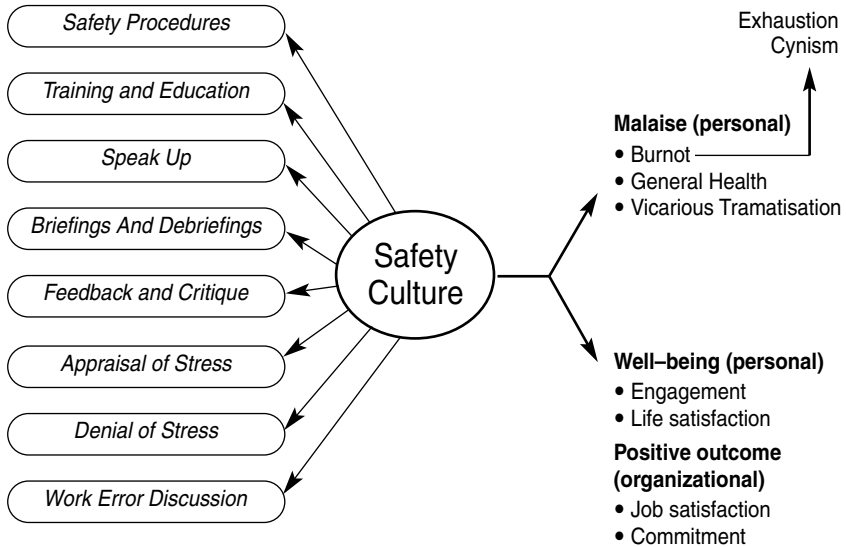 Safety Procedures
Training and Education
Speak Up
Briefings And Debriefings
Feedback and Critique
Appraisal of Stress
Denial of Stress
Work Error Discussion
Safety
Culture
Exhaustion
Cynism
Malaise (personal)
• Burnot
• General Health
• Vicarious Tramatisation
Well–being (personal)
• Engagement
• Life satisfaction
Positive outcome
(organizational)
• Job satisfaction
• Commitment